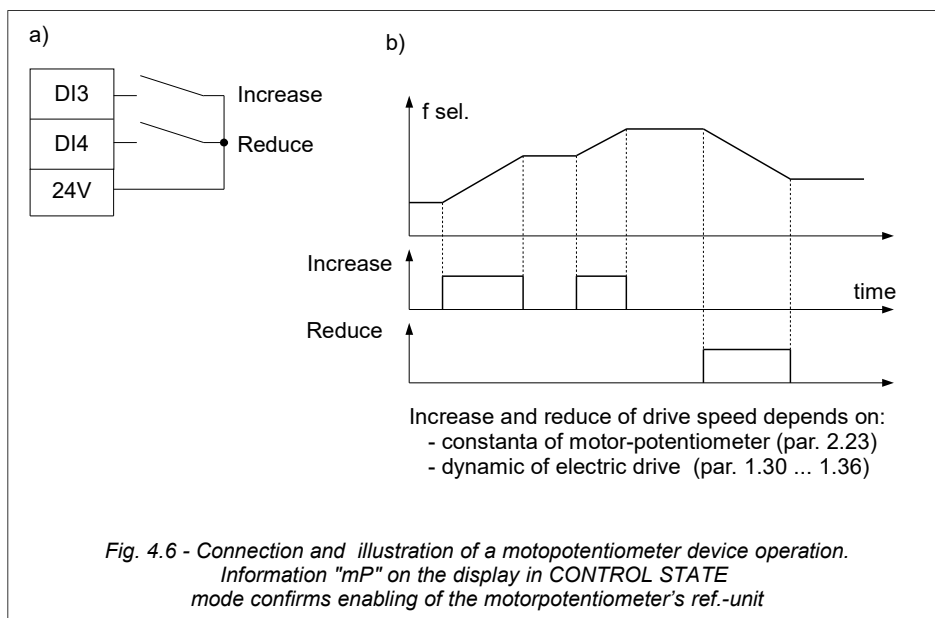 a)
DI3
Increase
DI4
Reduce
24V
b)
f sel.
Increase
time
Reduce
Increase and reduce of drive speed depends on:
- constanta of motor-potentiometer (par. 2.23)
- dynamic of electric drive (par. 1.30 ... 1.36)
Fig. 4.6 - Connection and illustration of a motopotentiometer device operation.
Information "mP" on the display in CONTROL STATE
mode confirms enabling of the motorpotentiometer's ref.-unit